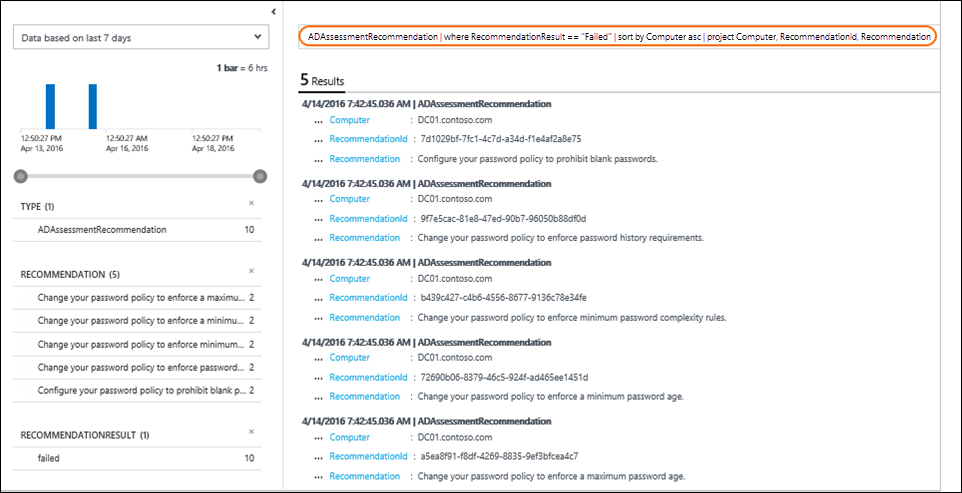 Data based on last 7 days
1 bar = 6 hrs
12:50:27 PM 12:50:27 AM 12:50:27 PM
Apr 13, 2016 Apr 16, 2016 Apr 18, 2016
TYPE (1)
ADAssessmentRecommendation 10
RECOMMENDATION (5)
Change your password policy to enforce a maximu... 2
Change your password policy to enforce a minimu... 2
Change your password policy to enforce minimum... 2
Change your password policy to enforce password... 2
Configure your password policy to prohibit blank p... 2
RECOMMENDATIONRESULT (1)
failed 10
ADAssessmentRecommendation | where RecommendationResult == "Failed" | sort by Computer asc | project Computer, RecommendationId, Recommendation
5 Results
4/14/2016 7:42:45.036 AM | ADAssessmentRecommendation
... Computer : DC01.contoso.com
... RecommendationId : 7d1029bf-7fc1-4c7d-a34d-f1e4af2a8e75
... Recommendation : Configure your password policy to prohibit blank passwords.
4/14/2016 7:42:45.036 AM | ADAssessmentRecommendation
... Computer : DC01.contoso.com
... RecommendationId : 9f7e5cac-81e8-47ed-90b7-96050b88df0d
... Recommendation : Change your password policy to enforce password history requirements.
4/14/2016 7:42:45.036 AM | ADAssessmentRecommendation
... Computer : DC01.contoso.com
... RecommendationId : b439c427-c4b6-4556-8677-9136c78e34fe
... Recommendation : Change your password policy to enforce minimum password complexity rules.
4/14/2016 7:42:45.036 AM | ADAssessmentRecommendation
... Computer : DC01.contoso.com
... RecommendationId : 72690b06-8379-46c5-924f-ad465ee1451d
... Recommendation : Change your password policy to enforce a minimum password age.
4/14/2016 7:42:45.036 AM | ADAssessmentRecommendation
... Computer : DC01.contoso.com
... RecommendationId : a5ea8f91-f8df-4269-8835-9ef3bfcea4c7
... Recommendation : Change your password policy to enforce a maximum password age.